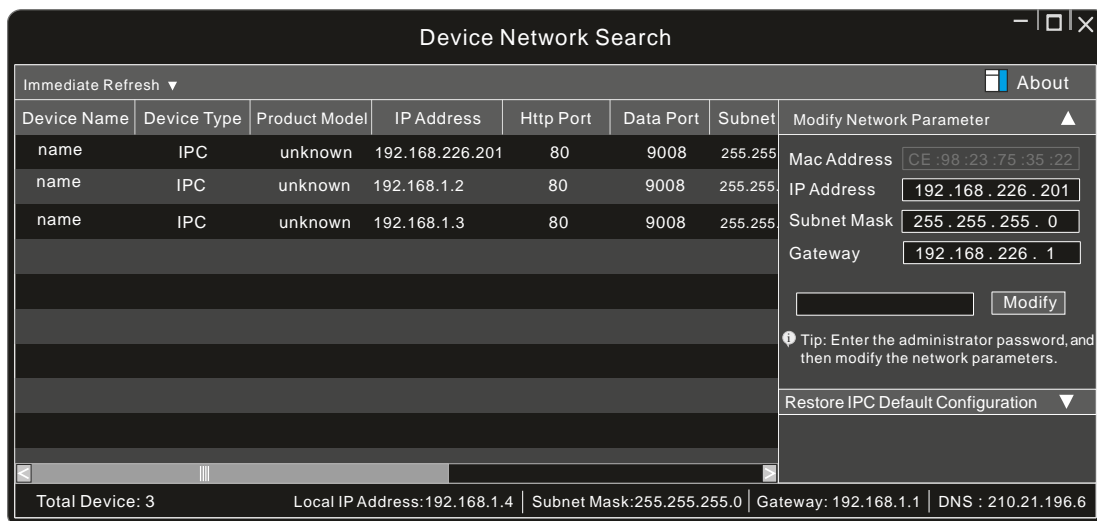 Device Network Search
Immediate Refresh ▼
About
Device Name Device Type Product Model IP Address Http Port Data Port Subnet
name IPC unknown 192.168.226.201 80 9008 255.255
name IPC unknown 192.168.1.2 80 9008 255.255.
name IPC unknown 192.168.1.3 80 9008 255.255.
Modify Network Parameter ▲
Mac Address CE :98 :23 :75 :35 :22
IP Address 192 .168 . 226 . 201
Subnet Mask 255 . 255 . 255 . 0
Gateway 192 .168 . 226 . 1
Modify
Tip: Enter the administrator password, and
then modify the network parameters.
Restore IPC Default Configuration ▼
Total Device: 3 Local IP Address:192.168.1.4 Subnet Mask:255.255.255.0 Gateway: 192.168.1.1 DNS : 210.21.196.6